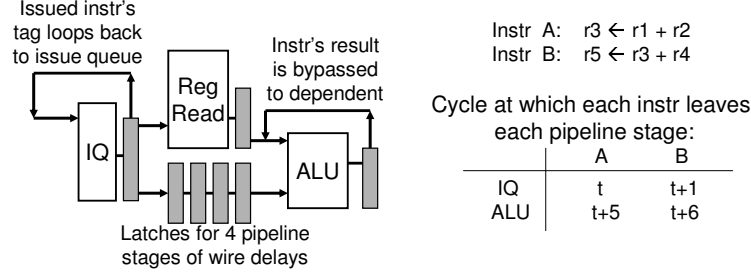 Issued instr's
tag loops back
to issue queue
Instr's result
is bypassed
to dependent
Reg
Read
IQ
ALU
Latches for 4 pipeline
stages of wire delays
Instr A: r3 ← r1 + r2
Instr B: r5 ← r3 + r4
Cycle at which each instr leaves
each pipeline stage:
A B
IQ t t+1
ALU t+5 t+6